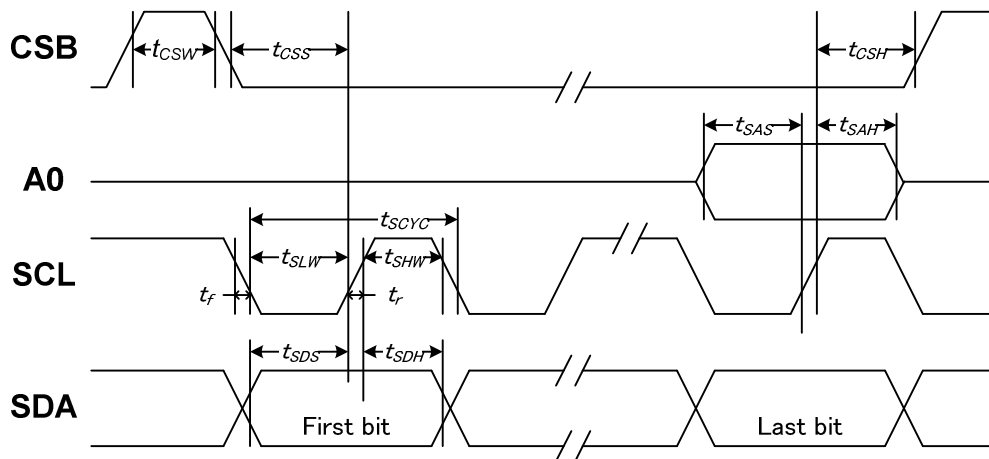 CSB
tCSW
tCSS
tCSH
A0
tSAS
tSAH
tSCYC
SCL
tSLW
tSHW
tf
tr
tSDS
tSDH
SDA
First bit
Last bit